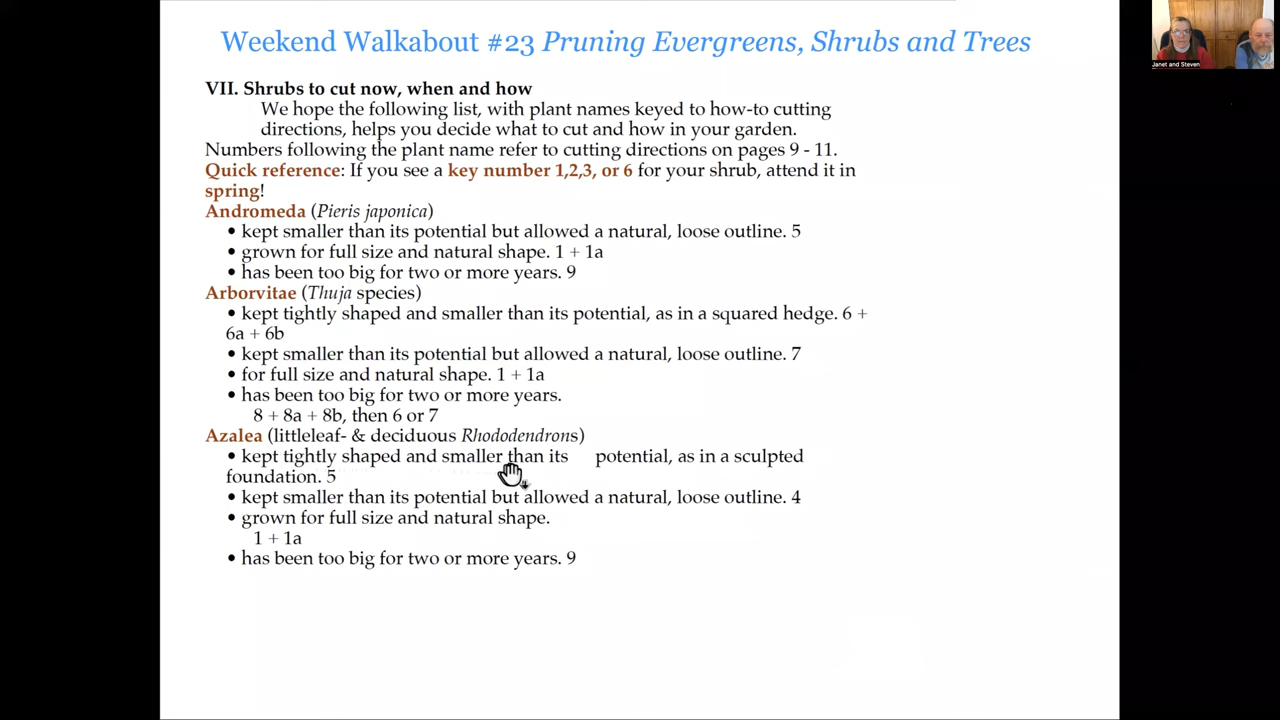 Weekend Walkabout #23 Pruning Evergreens, Shrubs and Trees
Janet and Steven
VII. Shrubs to cut now, when and how
We hope the following list, with plant names keyed to how-to cutting
directions, helps you decide what to cut and how in your garden.
Numbers following the plant name refer to cutting directions on pages 9 - 11.
Quick reference: If you see a key number 1,2,3, or 6 for your shrub, attend it in
spring!
Andromeda (Pieris japonica)
• kept smaller than its potential but allowed a natural, loose outline. 5
• grown for full size and natural shape. 1 + 1a
• has been too big for two or more years. 9
Arborvitae (Thuja species)
• kept tightly shaped and smaller than its potential, as in a squared hedge. 6 +
6a + 6b
• kept smaller than its potential but allowed a natural, loose outline. 7
• for full size and natural shape. 1 + 1a
• has been too big for two or more years.
8 + 8a + 8b, then 6 or 7
Azalea (littleleaf- & deciduous Rhododendrons)
• kept tightly shaped and smaller than its potential, as in a sculpted
foundation. 5
• kept smaller than its potential but allowed a natural, loose outline. 4
• grown for full size and natural shape.
1 + 1a
• has been too big for two or more years. 9